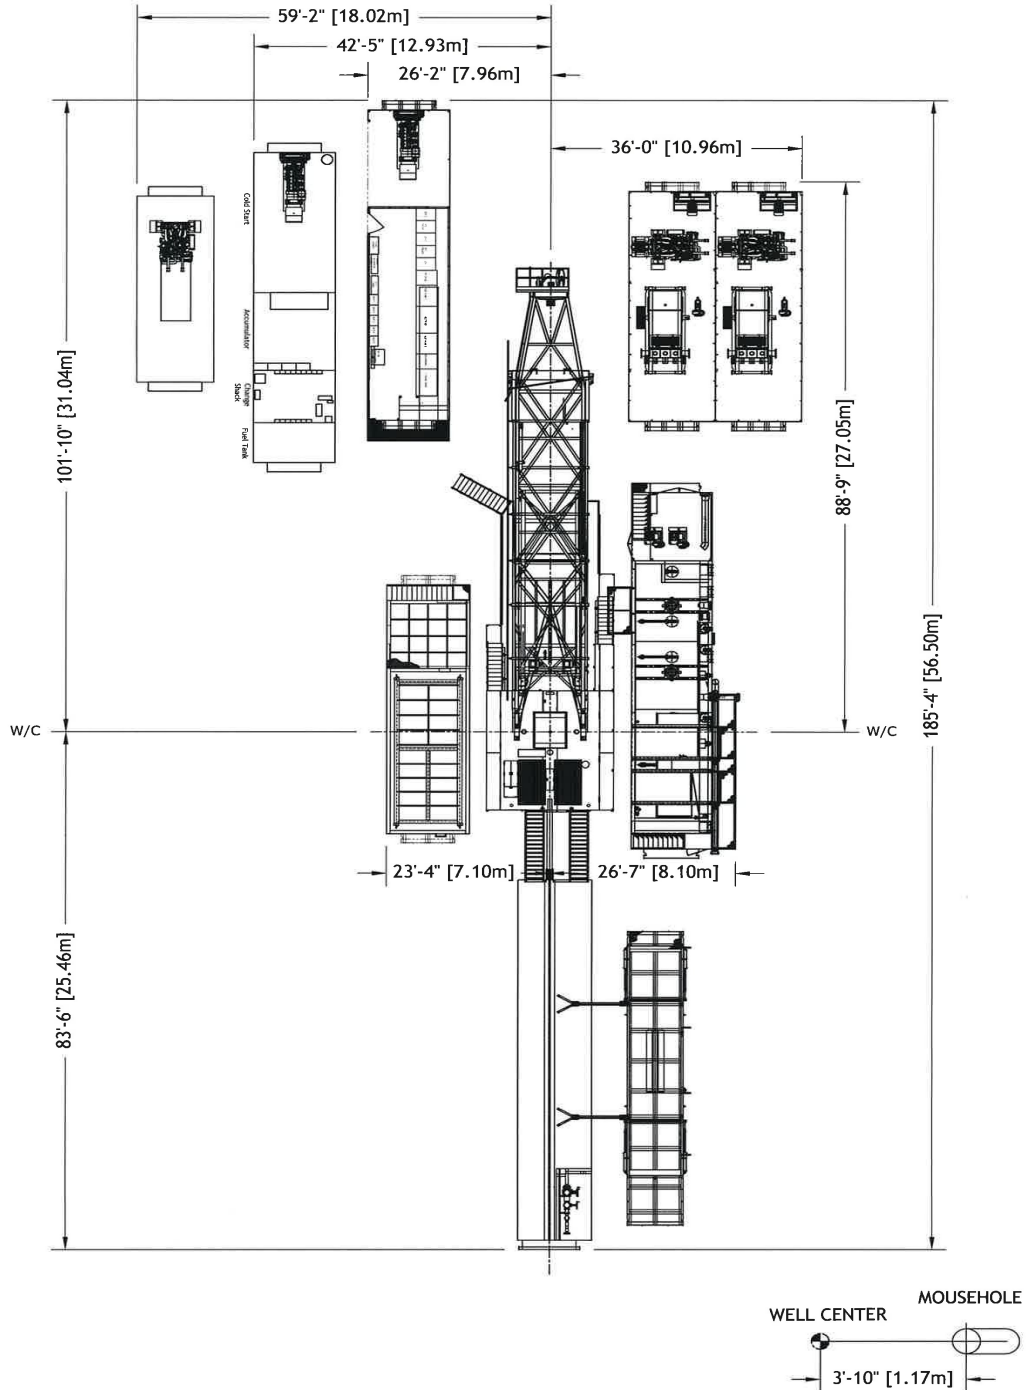 59'-2" [18.02m]
42'-5" [12.93m]
26'-2" [7.96m]
36'-0" [10.96m]
Cold Start
Accumulator
Change
Shack
Fuel Tank
101'-10" [31.04m]
88'-9" [27.05m]
185'-4" [56.50m]
W/C
W/C
23'-4" [7.10m]
26'-7" [8.10m]
83'-6" [25.46m]
MOUSEHOLE
WELL CENTER
3'-10" [1.17m]